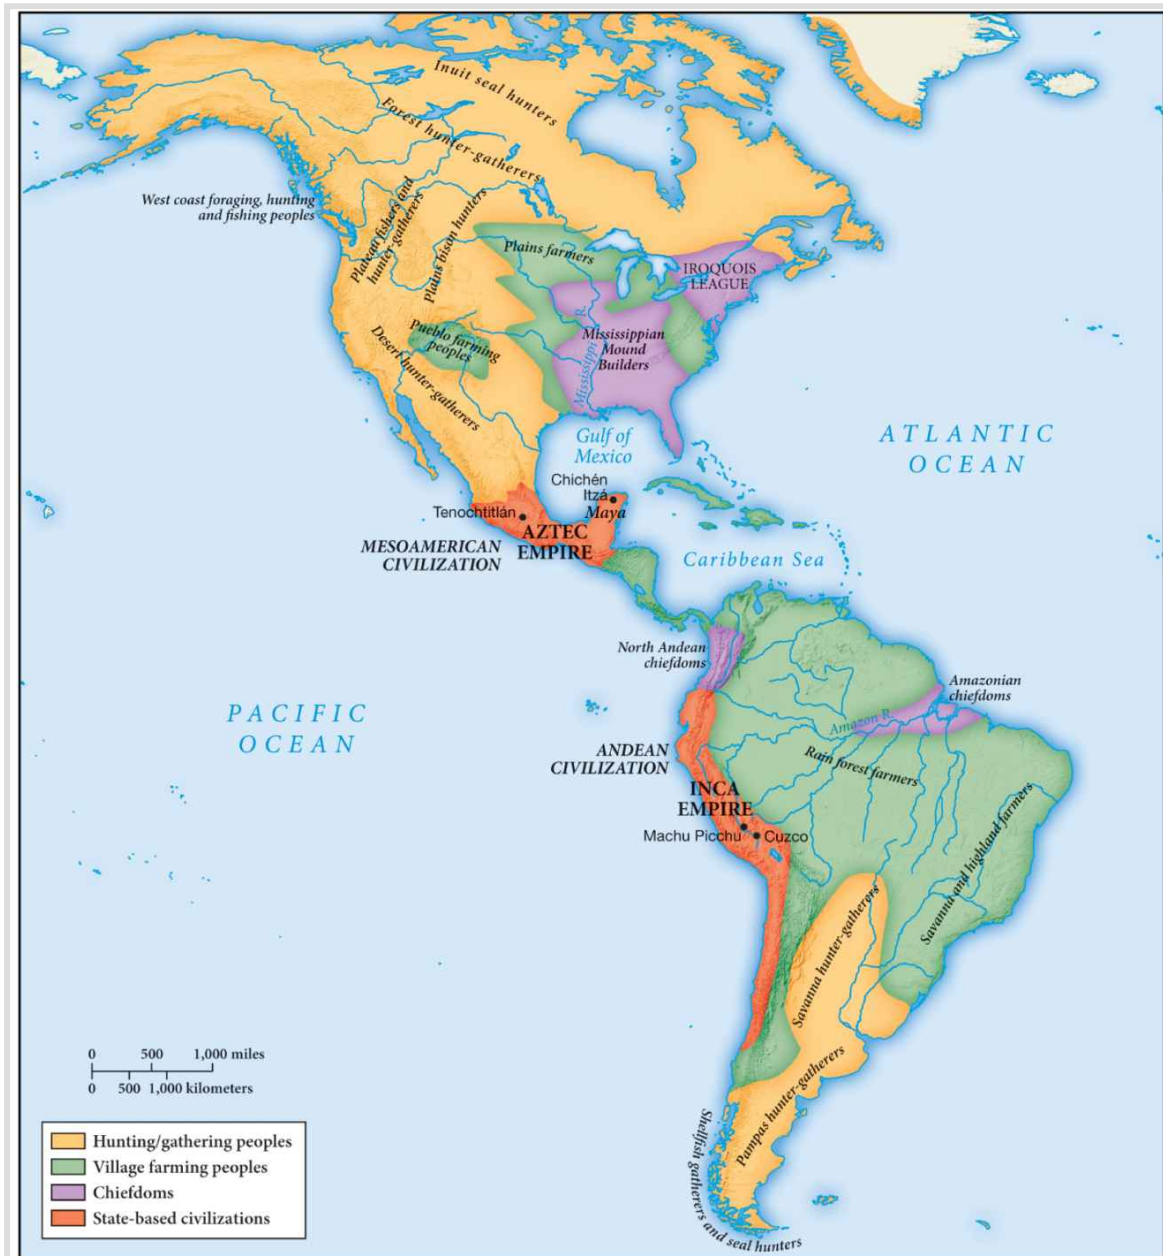 Inuit seal hunters
Forest hunter-gatherers
West coast foraging, hunting
and fishing peoples
Plateau fishers and
hunter-gatherers
Plains bison hunters
Plains farmers
IROQUOIS
LEAGUE
Pueblo farming
peoples
Desert hunter-gatherers
Mississippi R.
Mississippian
Mound
Builders
Gulf of
Mexico
ATLANTIC
OCEAN
Chichén
Itzá
Maya
Tenochtitlán
AZTEC
EMPIRE
MESOAMERICAN
CIVILIZATION
Caribbean Sea
North Andean
chiefdoms
Amazonian
chiefdoms
Amazon R.
PACIFIC
OCEAN
ANDEAN
CIVILIZATION
Rain forest farmers
INCA
EMPIRE
Machu Picchu
Cuzco
Savanna and highland farmers
Savanna hunter-gatherers
Pampas hunter-gatherers
Shellfish gatherers and seal hunters
0 500 1,000 miles
0 500 1,000 kilometers
Hunting/gathering peoples
Village farming peoples
Chiefdoms
State-based civilizations